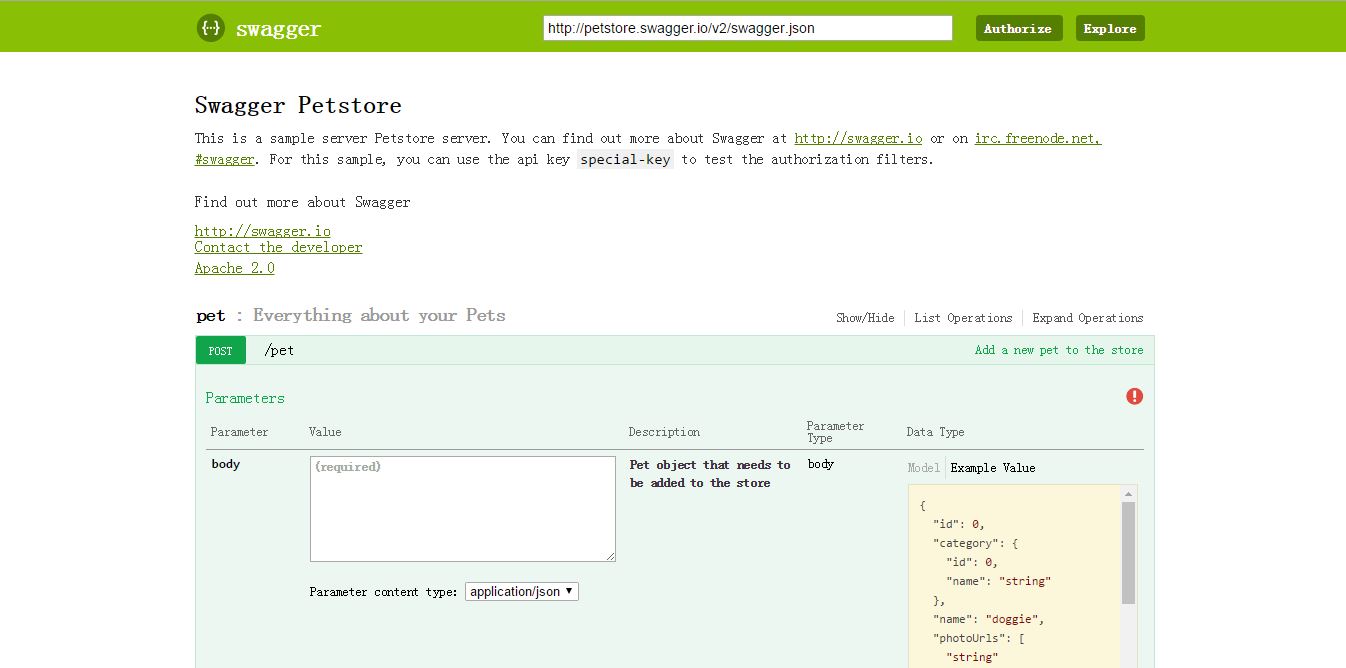 {···} swagger http://petstore.swagger.io/v2/swagger.json Authorize Explore
Swagger Petstore
This is a sample server Petstore server. You can find out more about Swagger at http://swagger.io or on irc.freenode.net,
#swagger. For this sample, you can use the api key special-key to test the authorization filters.
Find out more about Swagger
http://swagger.io
Contact the developer
Apache 2.0
pet : Everything about your Pets Show/Hide List Operations Expand Operations
POST /pet Add a new pet to the store
Parameters
Parameter Value Description Parameter Type Data Type
body (required) Pet object that needs to be added to the store body Model Example Value
{
"id": 0,
"category": {
"id": 0,
"name": "string"
},
"name": "doggie",
"photoUrls": [
"string"
Parameter content type: application/json